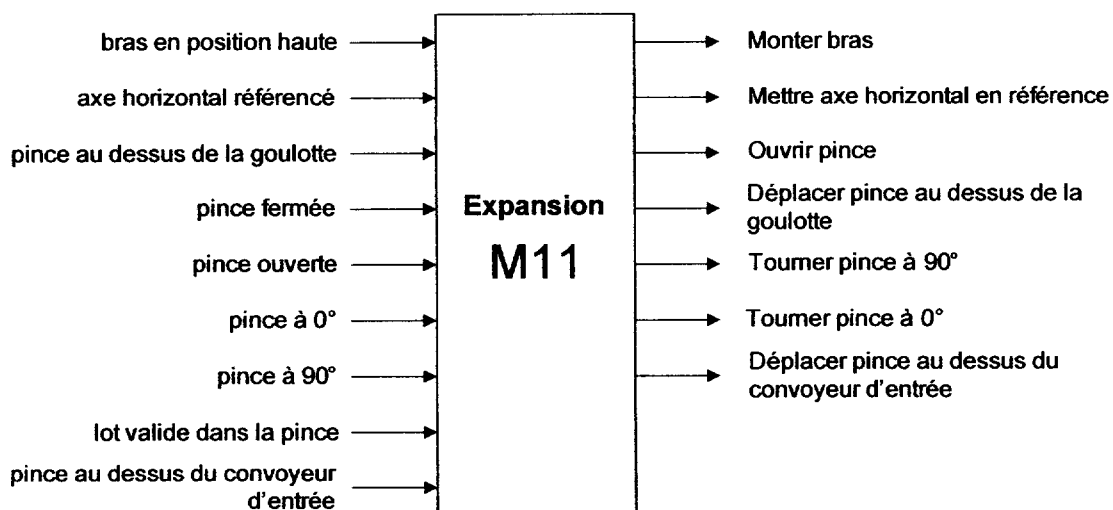 bras en position haute
axe horizontal référencé
pince au dessus de la goulotte
pince fermée
pince ouverte
pince à 0°
pince à 90°
lot valide dans la pince
pince au dessus du convoyeur
d'entrée
Expansion
M11
Monter bras
Mettre axe horizontal en référence
Ouvrir pince
Déplacer pince au dessus de la
goulotte
Tourner pince à 90°
Tourner pince à 0°
Déplacer pince au dessus du
convoyeur d'entrée